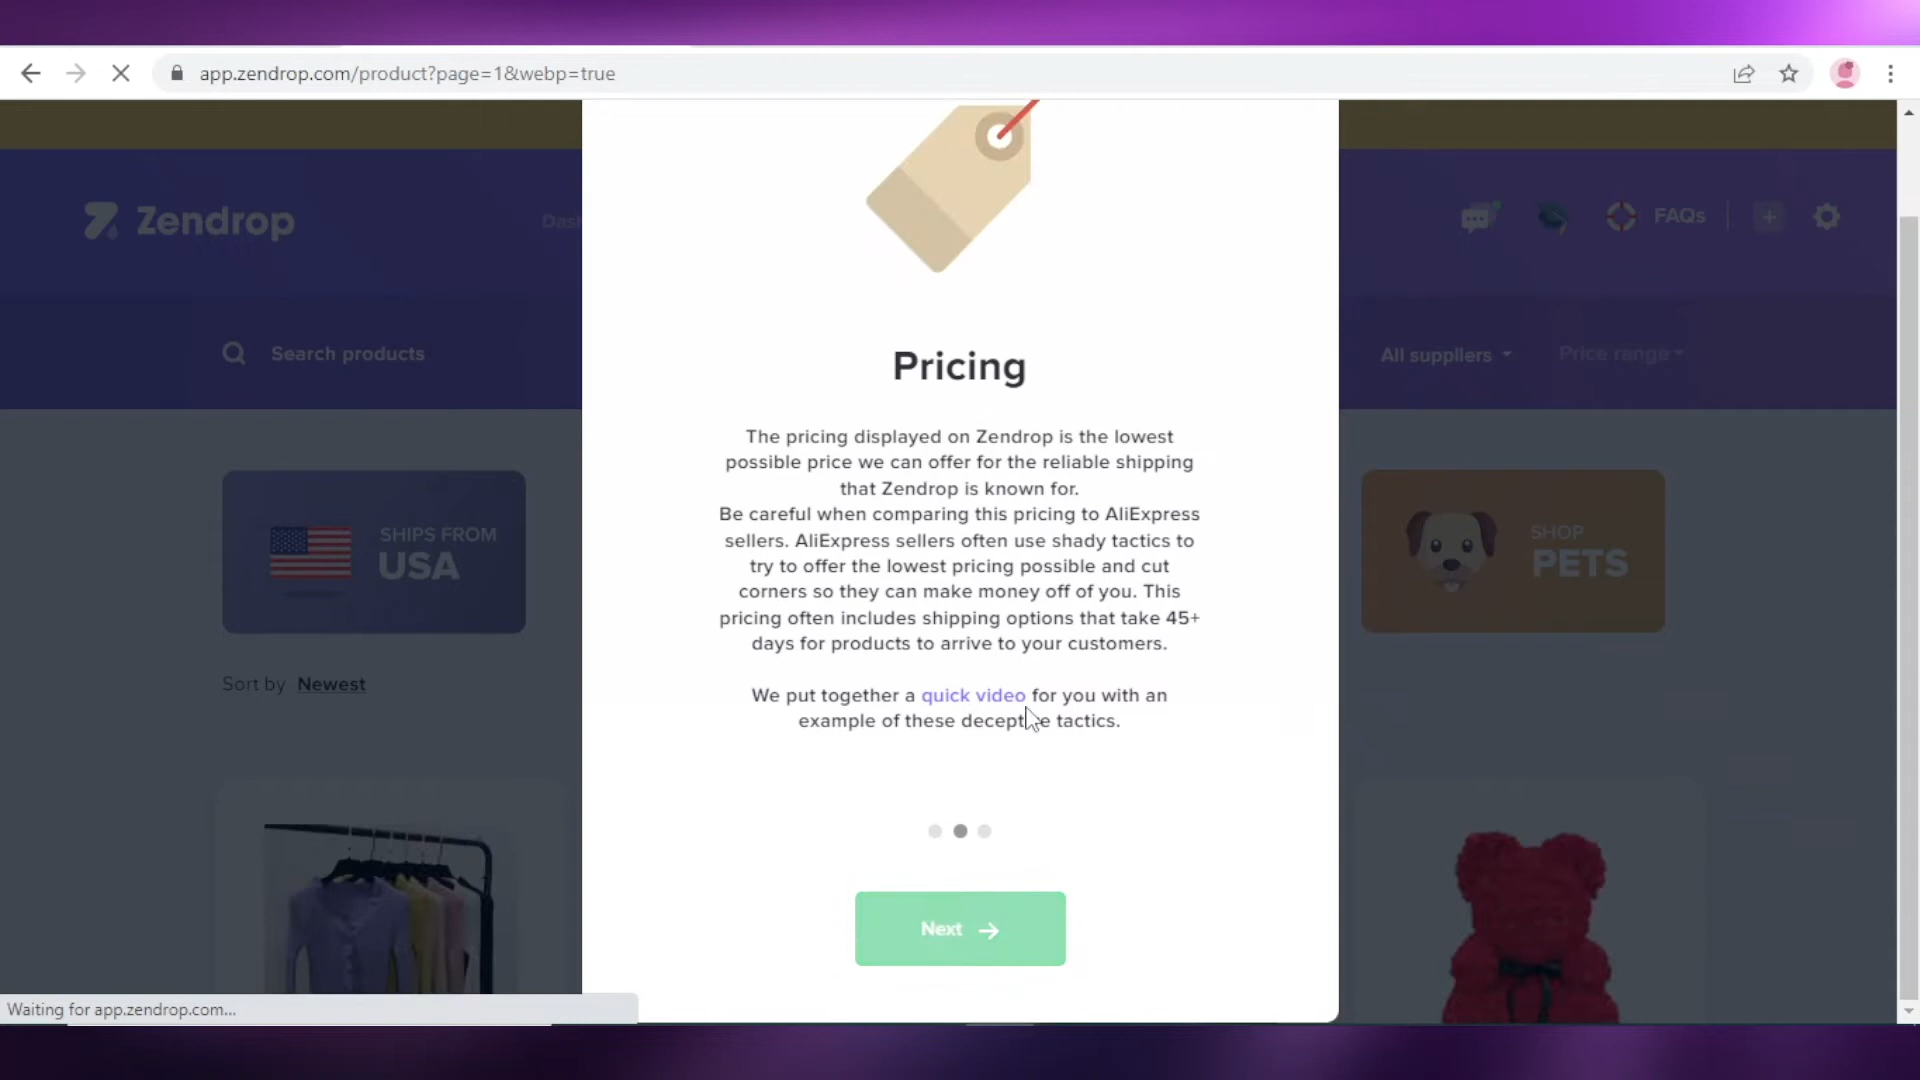 app.zendrop.com/product?page=1&webp=true
Zendrop
Dash
FAQs
Search products
All suppliers
Price range
Pricing
The pricing displayed on Zendrop is the lowest
possible price we can offer for the reliable shipping
that Zendrop is known for.
Be careful when comparing this pricing to AliExpress
sellers. AliExpress sellers often use shady tactics to
try to offer the lowest pricing possible and cut
corners so they can make money off of you. This
pricing often includes shipping options that take 45+
days for products to arrive to your customers.
We put together a quick video for you with an
example of these deceptive tactics.
SHIPS FROM
USA
SHOP
PETS
Sort by Newest
Next
Waiting for app.zendrop.com...